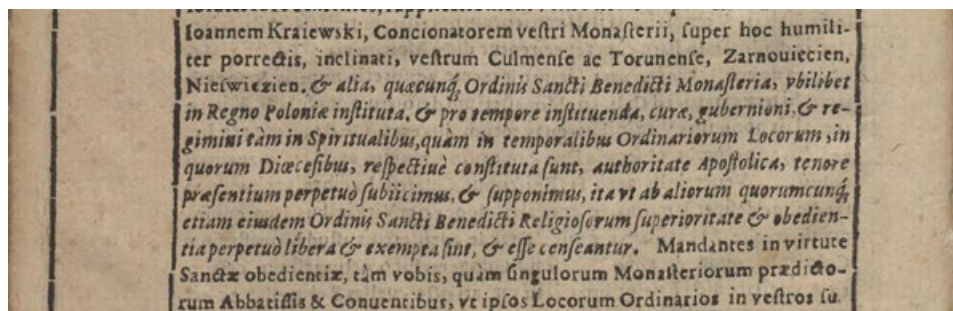 Ioannem Kraiewski, Concionatorem veſtri Monaſterii, ſuper hoc humili-
ter porrectis, inclinati, veſtrum Culmenſe ac Torunenſe, Zarnouiecien,
Nieſwiezien. & alia, quæcunq; Ordinis Sancti Benedicti Monaſteria, vbilibet
in Regno Poloniæ inſtituta, & pro tempore inſtituenda, curæ, gubernioni, & re-
gimini tàm in Spiritualibus, quàm in temporalibus Ordinariorum Locorum, in
quorum Diœceſibus, reſpectiuè conſtituta ſunt, authoritate Apoſtolica, tenore
præſentium perpetuò ſubiicimus, & ſupponimus, ita vt ab aliorum quorumcunq;
etiam eiusdem Ordinis Sancti Benedicti Religioſorum ſuperioritate & obedien-
tia perpetuò libera & exempta ſint, & eſſe cenſeantur. Mandantes in virtute
Sanctæ obedientiæ, tàm vobis, quàm ſingulorum Monaſteriorum prædicto-
rum Abbatiſſis & Conuentibus, vt ipſos Locorum Ordinarios in veſtros ſu